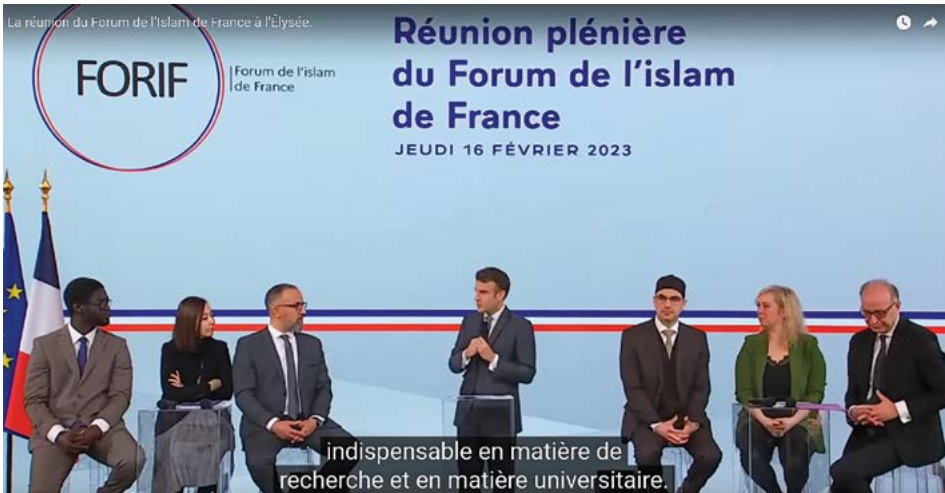 La réunion du Forum de l'Islam de France à l'Élysée.
FORIF
Forum de l'islam
de France
Réunion plénière
du Forum de l'islam
de France
JEUDI 16 FÉVRIER 2023
indispensable en matière de
recherche et en matière universitaire.